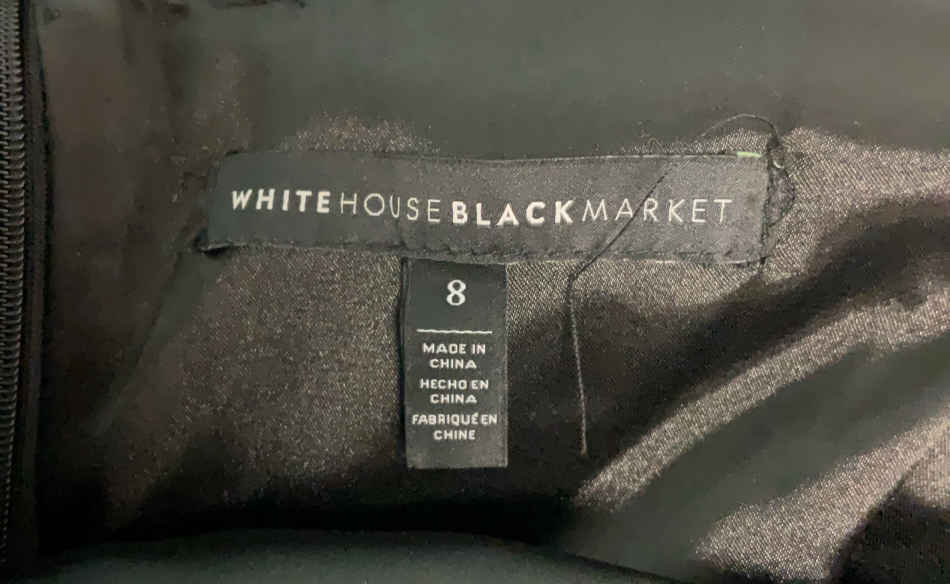 WHITEHOUSEBLACKMARKET
8
MADE IN
CHINA
HECHO EN
CHINA
FABRIQUÉ EN
CHINE